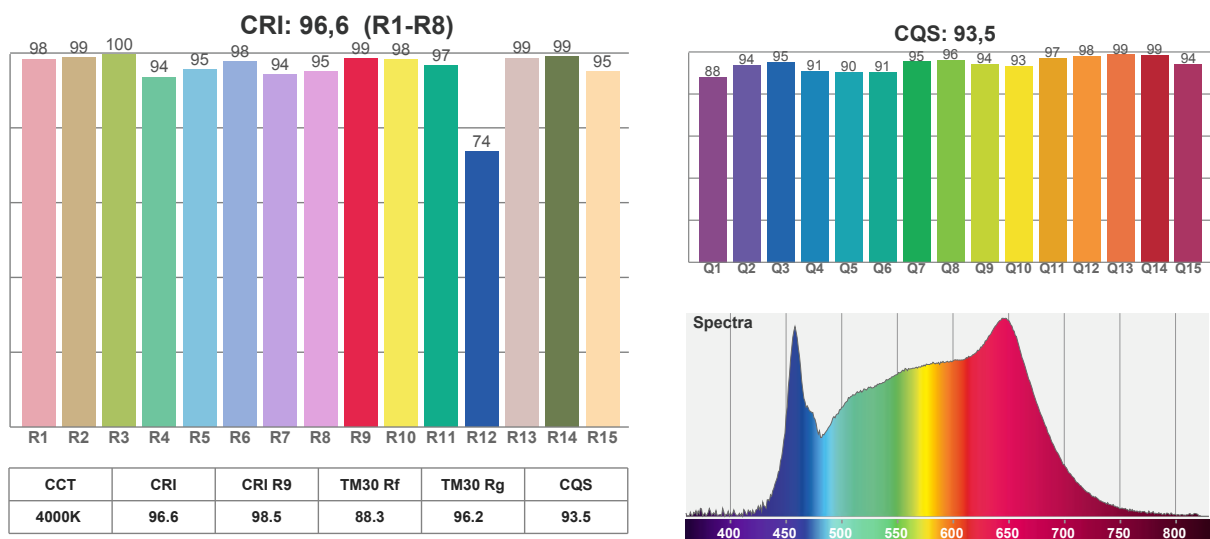 CRI: 96,6 (R1-R8)
98 99 100 94 95 98 94 95 99 98 97 74 99 99 95
R1 R2 R3 R4 R5 R6 R7 R8 R9 R10 R11 R12 R13 R14 R15
CCT CRI CRI R9 TM30 Rf TM30 Rg CQS
4000K 96.6 98.5 88.3 96.2 93.5
CQS: 93,5
88 94 95 91 90 91 95 96 94 93 97 98 99 99 94
Q1 Q2 Q3 Q4 Q5 Q6 Q7 Q8 Q9 Q10 Q11 Q12 Q13 Q14 Q15
Spectra
400 450 500 550 600 650 700 750 800